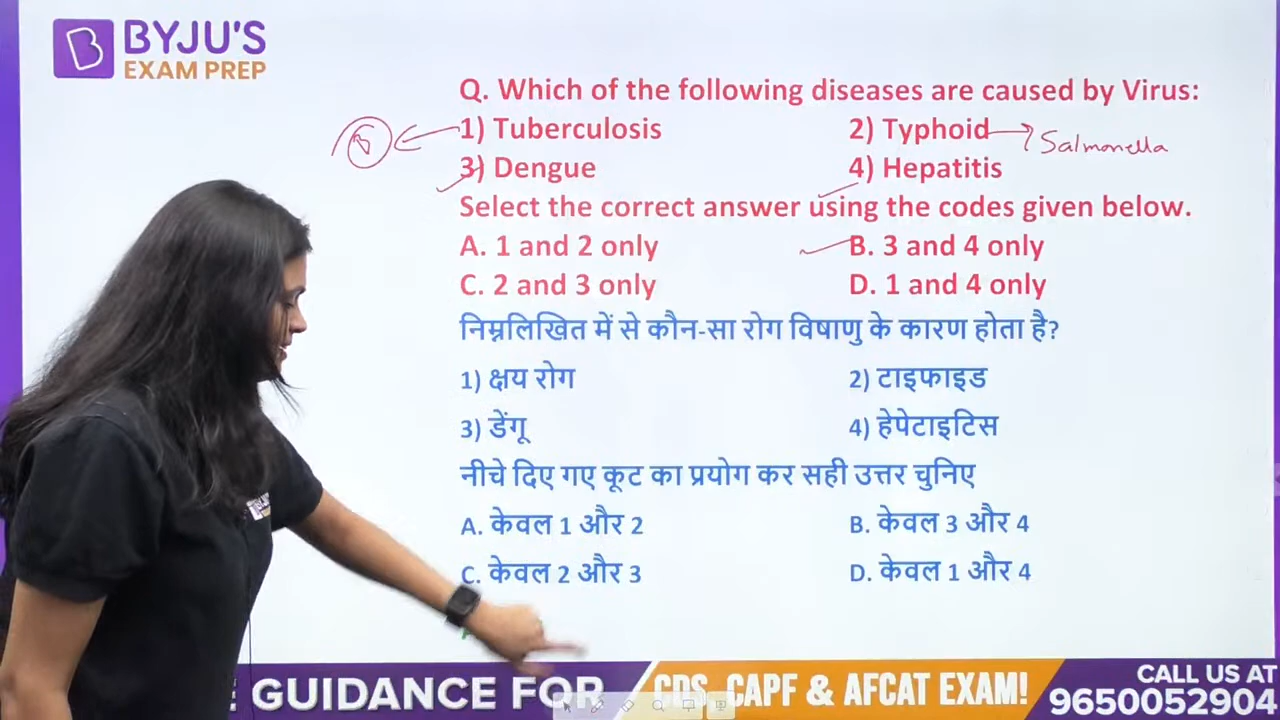 BYJU'S
EXAM PREP
Q. Which of the following diseases are caused by Virus:
1) Tuberculosis 2) Typhoid Salmonella
3) Dengue 4) Hepatitis
Select the correct answer using the codes given below.
A. 1 and 2 only B. 3 and 4 only
C. 2 and 3 only D. 1 and 4 only
निम्नलिखित में से कौन-सा रोग विषाणु के कारण होता है?
1) क्षय रोग 2) टाइफाइड
3) डेंगू 4) हेपेटाइटिस
नीचे दिए गए कूट का प्रयोग कर सही उत्तर चुनिए
A. केवल 1 और 2 B. केवल 3 और 4
C. केवल 2 और 3 D. केवल 1 और 4
GUIDANCE FOR CDS, CAPF & AFCAT EXAM!
CALL US AT
9650052904